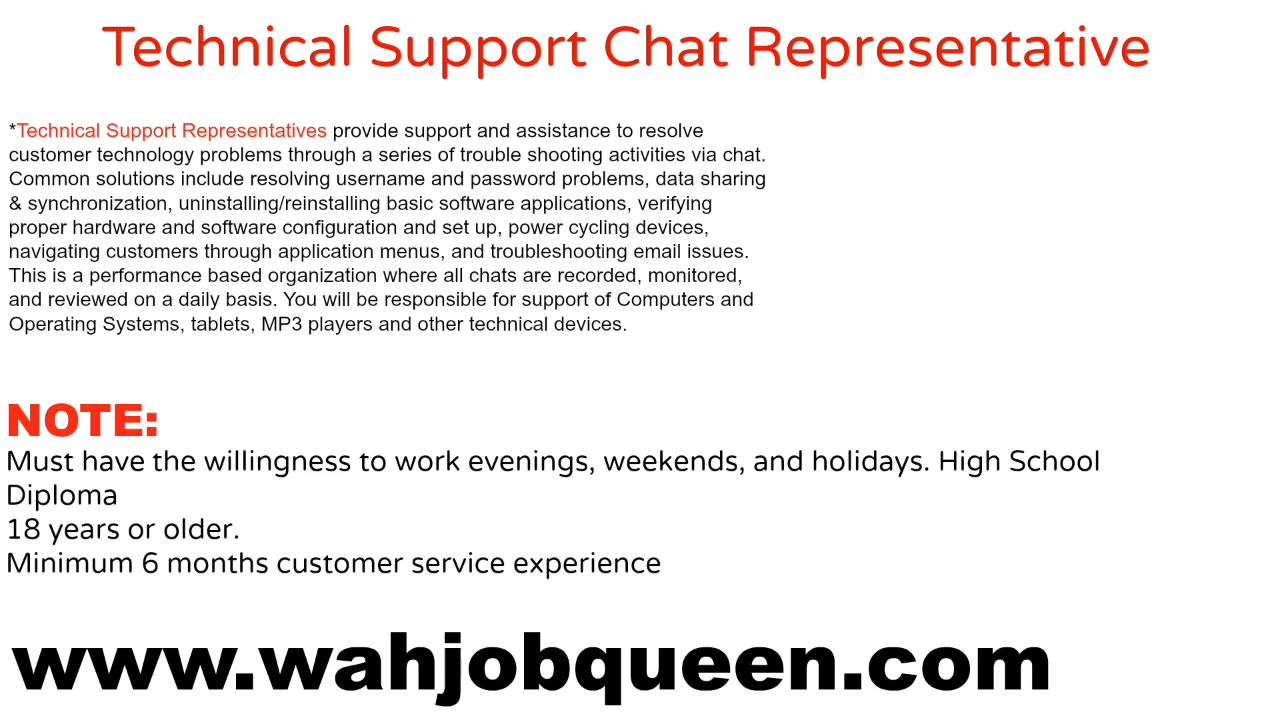 Technical Support Chat Representative
*Technical Support Representatives provide support and assistance to resolve
customer technology problems through a series of trouble shooting activities via chat.
Common solutions include resolving username and password problems, data sharing
& synchronization, uninstalling/reinstalling basic software applications, verifying
proper hardware and software configuration and set up, power cycling devices,
navigating customers through application menus, and troubleshooting email issues.
This is a performance based organization where all chats are recorded, monitored,
and reviewed on a daily basis. You will be responsible for support of Computers and
Operating Systems, tablets, MP3 players and other technical devices.
NOTE:
Must have the willingness to work evenings, weekends, and holidays. High School
Diploma
18 years or older.
Minimum 6 months customer service experience
www.wahjobqueen.com